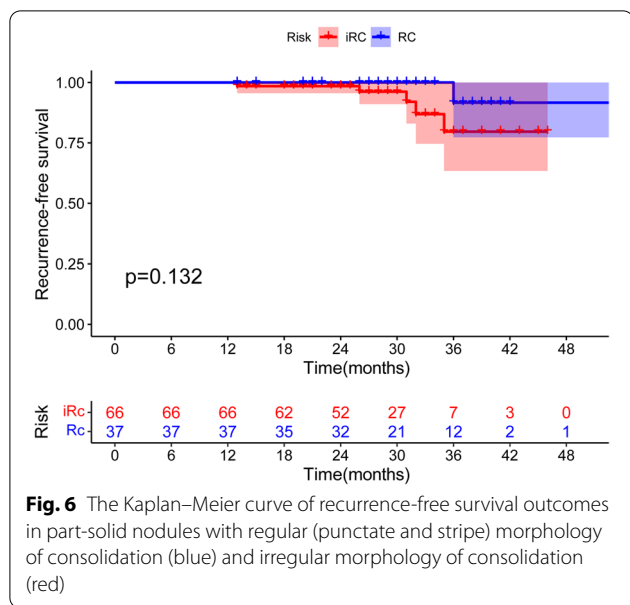 Risk iRC RC
1.00
0.75
0.50
0.25
0.00
Recurrence-free survival
p=0.132
0 6 12 18 24 30 36 42 48
Time(months)
Risk
iRc 66 66 66 62 52 27 7 3 0
Rc 37 37 37 35 32 21 12 2 1
0 6 12 18 24 30 36 42 48
Time(months)
Fig. 6 The Kaplan–Meier curve of recurrence-free survival outcomes
in part-solid nodules with regular (punctate and stripe) morphology
of consolidation (blue) and irregular morphology of consolidation
(red)